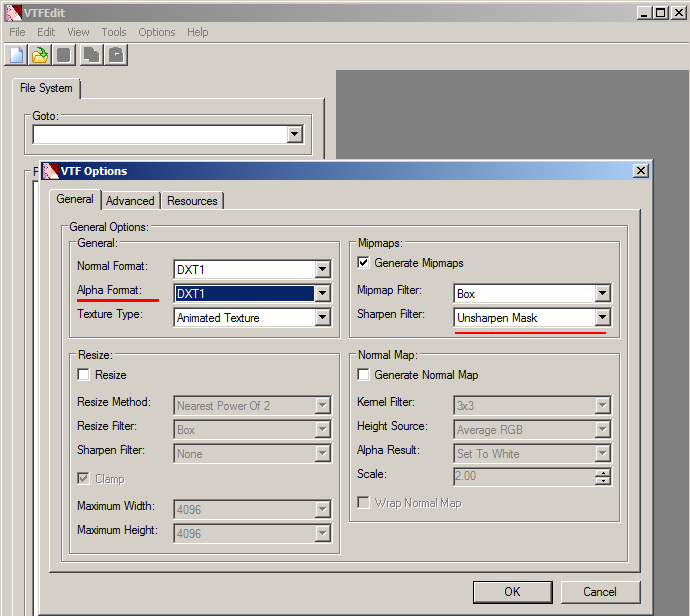 VTFEdit
File Edit View Tools Options Help
File System
Goto:
VTF Options
General Advanced Resources
General Options:
General:
Normal Format: DXT1
Alpha Format: DXT1
Texture Type: Animated Texture
Mipmaps:
Generate Mipmaps
Mipmap Filter: Box
Sharpen Filter: Unsharpen Mask
Resize:
Resize
Resize Method: Nearest Power Of 2
Resize Filter: Box
Sharpen Filter: None
Clamp
Maximum Width: 4096
Maximum Height: 4096
Normal Map:
Generate Normal Map
Kernel Filter: 3x3
Height Source: Average RGB
Alpha Result: Set To White
Scale: 2.00
Wrap Normal Map
OK Cancel